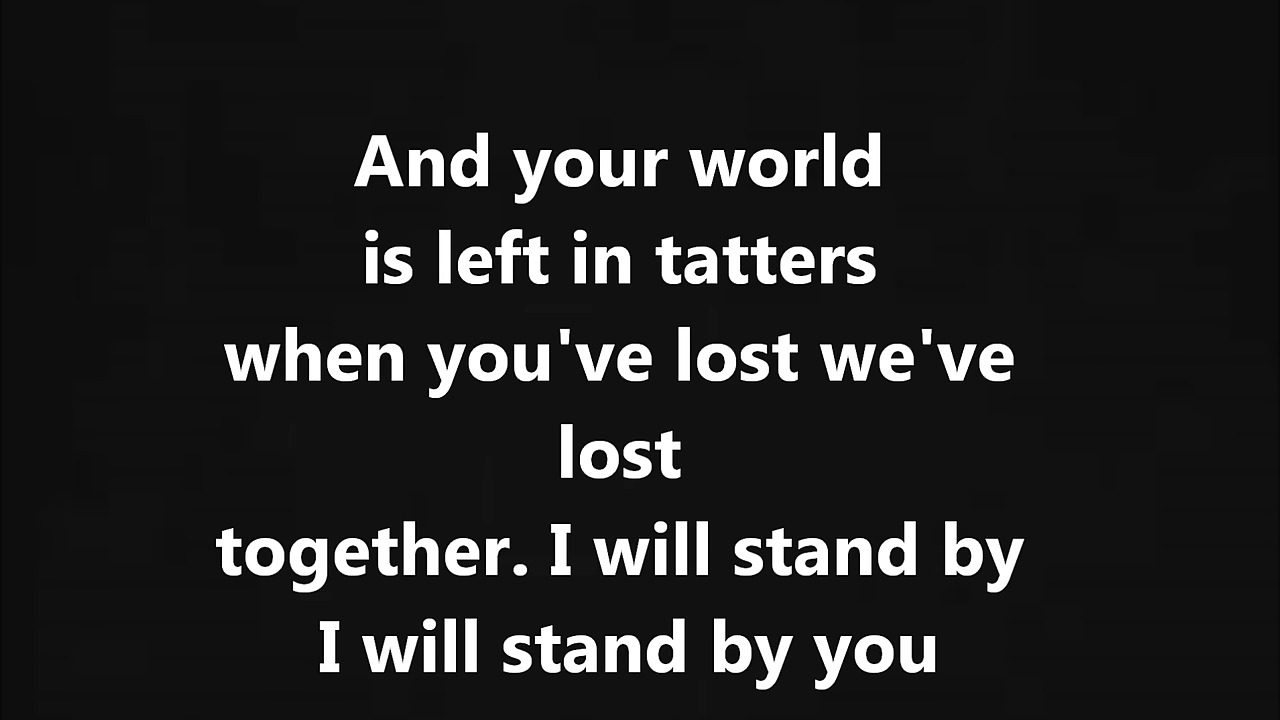 And your world
is left in tatters
when you've lost we've
lost
together. I will stand by
I will stand by you